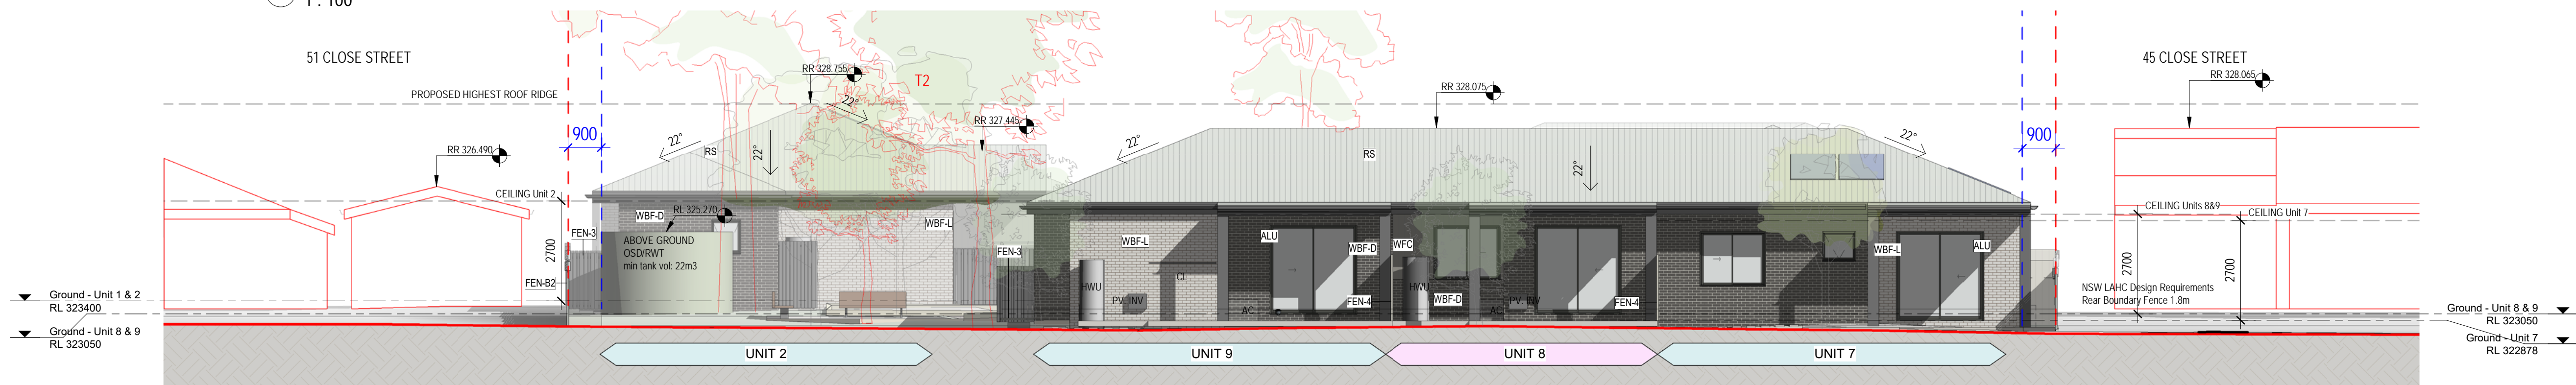 1 : 100
51 CLOSE STREET
45 CLOSE STREET
RR 328.755
T2
RR 328.075
RR 328.065
PROPOSED HIGHEST ROOF RIDGE
22°
RR 327.445
900
22°
RS
22°
22°
RS
22°
22°
900
RR 326.490
CEILING Unit 2
WBF-D
RL 325.270
WBF-L
CEILING Units 8&9
CEILING Unit 7
FEN-3
2700
ABOVE GROUND
OSD/RWT
min tank vol: 22m3
FEN-3
WBF-L
ALU
WBF-D
WFC
WBF-L
ALU
2700
2700
FEN-B2
CL
HWU
PV. INV
AC
FEN-4
HWU
WBF-D
AC
PV. INV
FEN-4
NSW LAHC Design Requirements
Rear Boundary Fence 1.8m
Ground - Unit 1 & 2
RL 323400
Ground - Unit 8 & 9
RL 323050
Ground - Unit 8 & 9
RL 323050
Ground - Unit 7
RL 322878
UNIT 2
UNIT 9
UNIT 8
UNIT 7